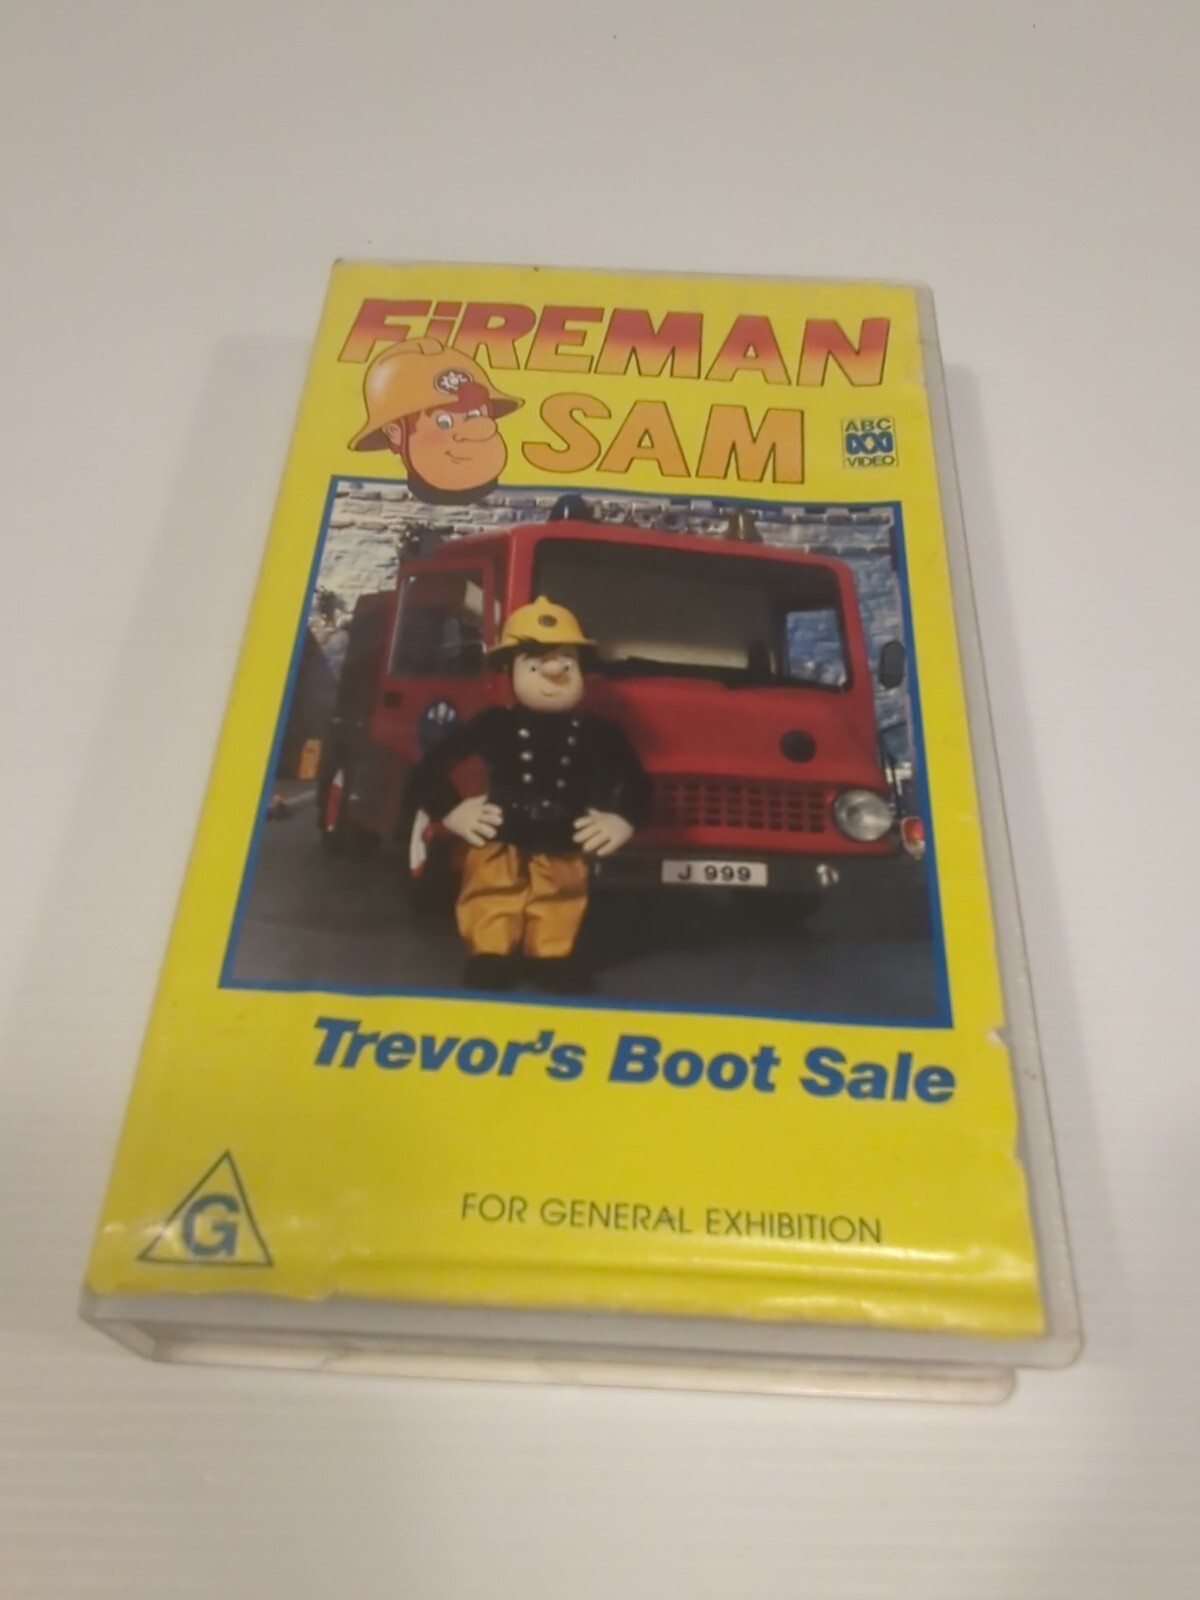 FiREMAN
SAM
ABC
VIDEO
J 999
Trevor's Boot Sale
G
FOR GENERAL EXHIBITION